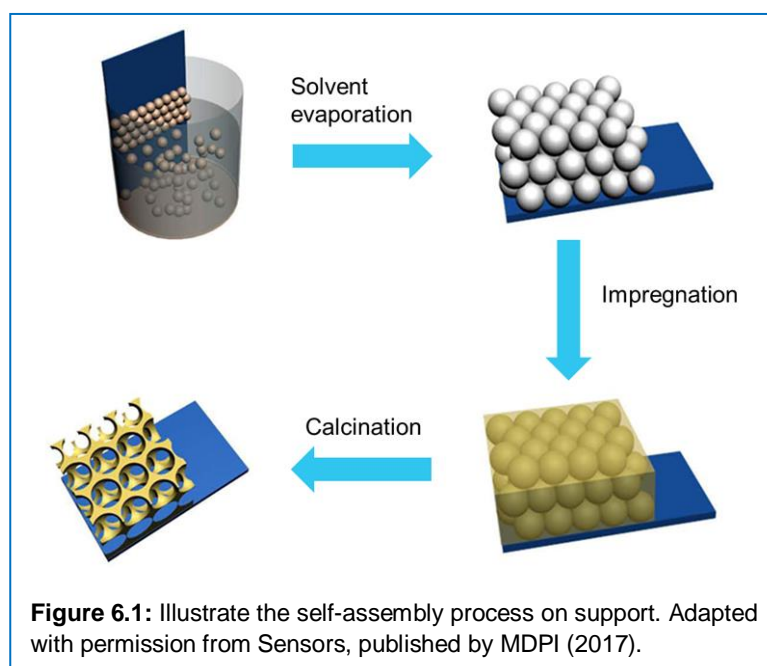 Solvent
evaporation
Impregnation
Calcination
Figure 6.1: Illustrate the self-assembly process on support. Adapted
with permission from Sensors, published by MDPI (2017).